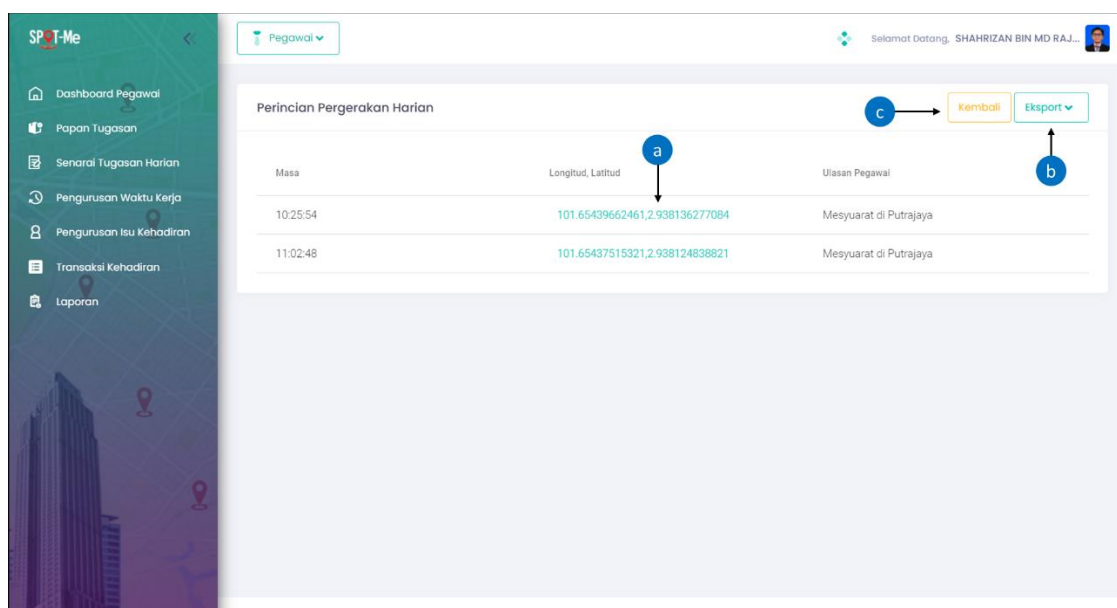 SPOT-Me
Pegawai
Selamat Datang, SHAHRIZAN BIN MD RAJ...
Dashboard Pegawai
Papan Tugasan
Senarai Tugasan Harian
Pengurusan Waktu Kerja
Pengurusan Isu Kehadiran
Transaksi Kehadiran
Laporan
Perincian Pergerakan Harian
c
Kembali
Eksport
a
b
Masa
Longitud, Latitud
Ulasan Pegawai
10:25:54
101.65439662461,2.938136277084
Mesyuarat di Putrajaya
11:02:48
101.65437515321,2.938124838821
Mesyuarat di Putrajaya